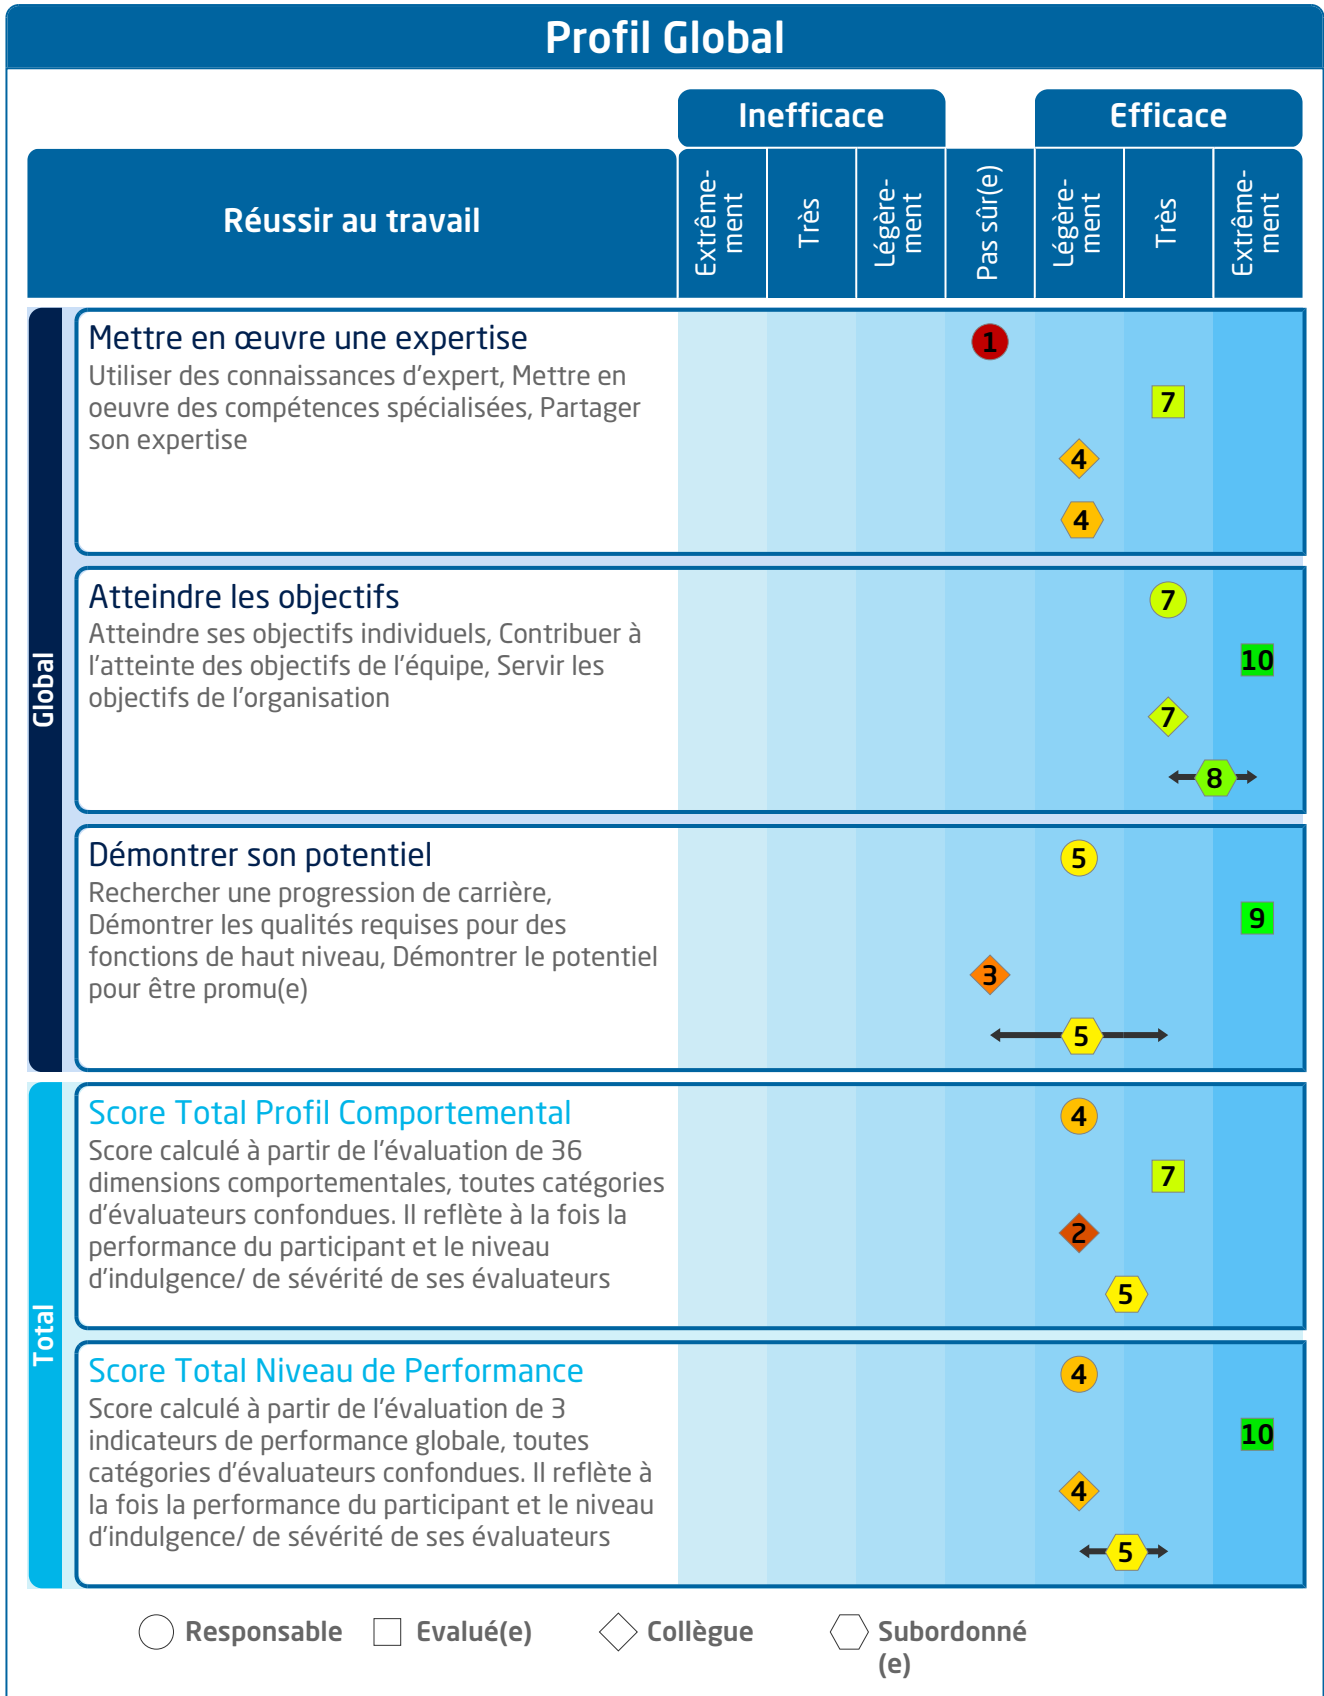 Profil Global
Inefficace
Efficace
Réussir au travail
Extrême-
ment
Très
Légère-
ment
Pas sûr(e)
Légère-
ment
Très
Extrême-
ment
Global
Mettre en œuvre une expertise
Utiliser des connaissances d'expert, Mettre en
oeuvre des compétences spécialisées, Partager
son expertise
1
7
4
4
Atteindre les objectifs
Atteindre ses objectifs individuels, Contribuer à
l'atteinte des objectifs de l'équipe, Servir les
objectifs de l'organisation
7
10
7
8
Démontrer son potentiel
Rechercher une progression de carrière,
Démontrer les qualités requises pour des
fonctions de haut niveau, Démontrer le potentiel
pour être promu(e)
5
9
3
5
Total
Score Total Profil Comportemental
Score calculé à partir de l'évaluation de 36
dimensions comportementales, toutes catégories
d'évaluateurs confondues. Il reflète à la fois la
performance du participant et le niveau
d'indulgence/ de sévérité de ses évaluateurs
4
7
2
5
Score Total Niveau de Performance
Score calculé à partir de l'évaluation de 3
indicateurs de performance globale, toutes
catégories d'évaluateurs confondues. Il reflète à
la fois la performance du participant et le niveau
d'indulgence/ de sévérité de ses évaluateurs
4
10
4
5
Responsable
Evalué(e)
Collègue
Subordonné
(e)